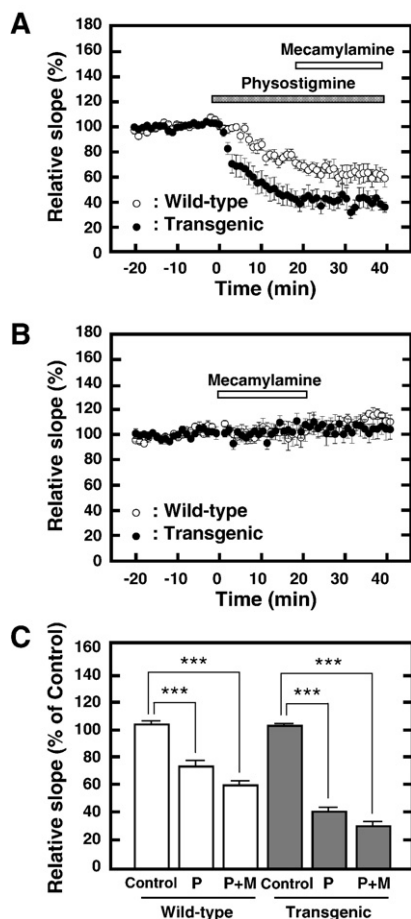 A
180
160
140
120
100
80
60
40
20
0
Relative slope (%)
Mecamylamine
Physostigmine
○ : Wild-type
● : Transgenic
-20 -10 0 10 20 30 40
Time (min)
B
180
160
140
120
100
80
60
40
20
0
Relative slope (%)
Mecamylamine
○ : Wild-type
● : Transgenic
-20 -10 0 10 20 30 40
Time (min)
C
160
140
120
100
80
60
40
20
0
Relative slope (% of Control)
*** ***
*** ***
Control P P+M Control P P+M
Wild-type Transgenic